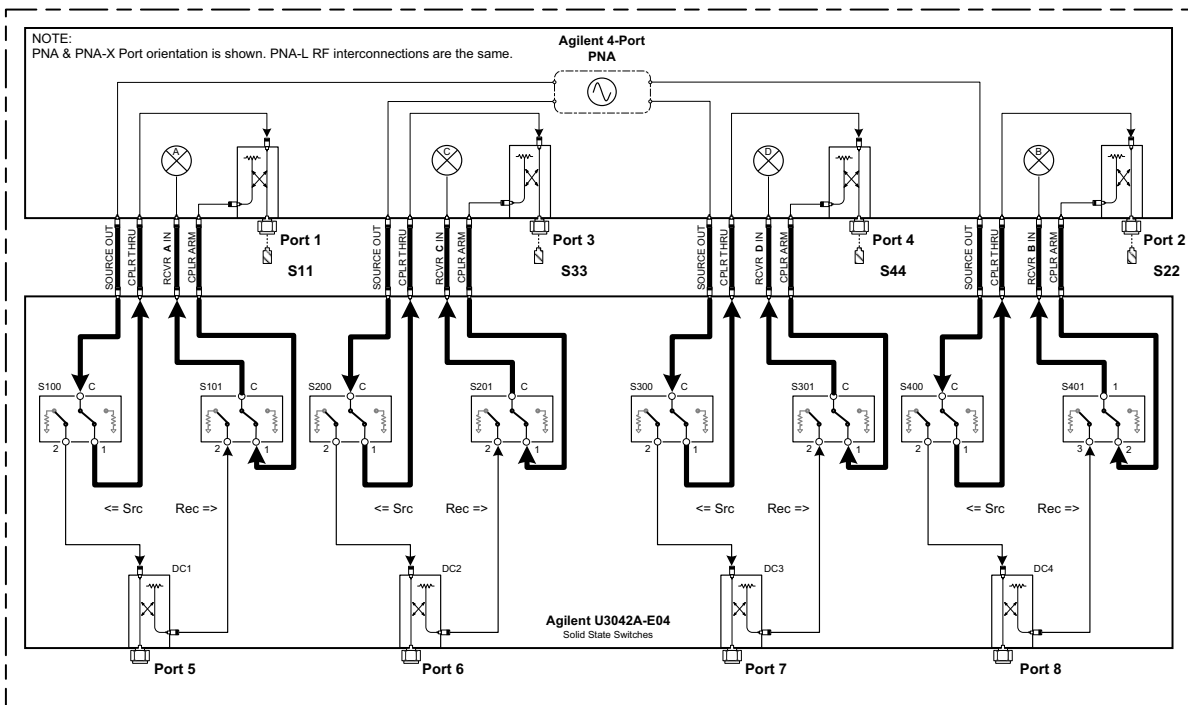 NOTE:
PNA & PNA-X Port orientation is shown. PNA-L RF interconnections are the same.
Agilent 4-Port
PNA
A
C
D
B
SOURCE OUT
CPLR THRU
RCVR A IN
CPLR ARM
Port 1
S11
SOURCE OUT
CPLR THRU
RCVR C IN
CPLR ARM
Port 3
S33
SOURCE OUT
CPLR THRU
RCVR D IN
CPLR ARM
Port 4
S44
SOURCE OUT
CPLR THRU
RCVR B IN
CPLR ARM
Port 2
S22
S100 C
2 1
S101 C
2 1
S200 C
2 1
S201 C
2 1
S300 C
2 1
S301 C
2 1
S400 C
2 1
S401 1
3 2
<= Src Rec =>
<= Src Rec =>
<= Src Rec =>
<= Src Rec =>
DC1
DC2
DC3
DC4
Agilent U3042A-E04
Solid State Switches
Port 5
Port 6
Port 7
Port 8